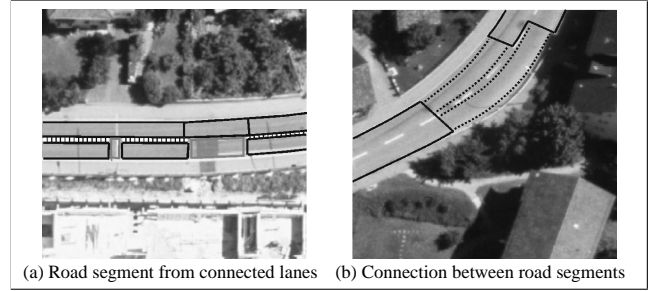 (a) Road segment from connected lanes
(b) Connection between road segments